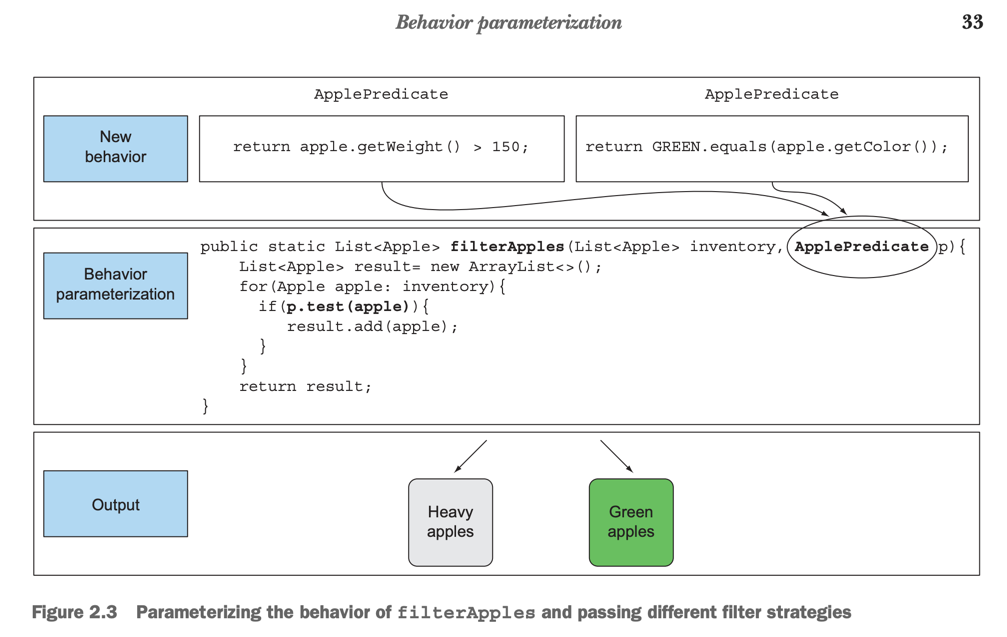 Behavior parameterization 33
ApplePredicate ApplePredicate
New
behavior
return apple.getWeight() > 150;
return GREEN.equals(apple.getColor());
public static List<Apple> filterApples(List<Apple> inventory, ApplePredicate p){
Behavior
parameterization
List<Apple> result= new ArrayList<>();
for(Apple apple: inventory){
if(p.test(apple)){
result.add(apple);
}
}
return result;
}
Output
Heavy
apples
Green
apples
Figure 2.3 Parameterizing the behavior of filterApples and passing different filter strategies